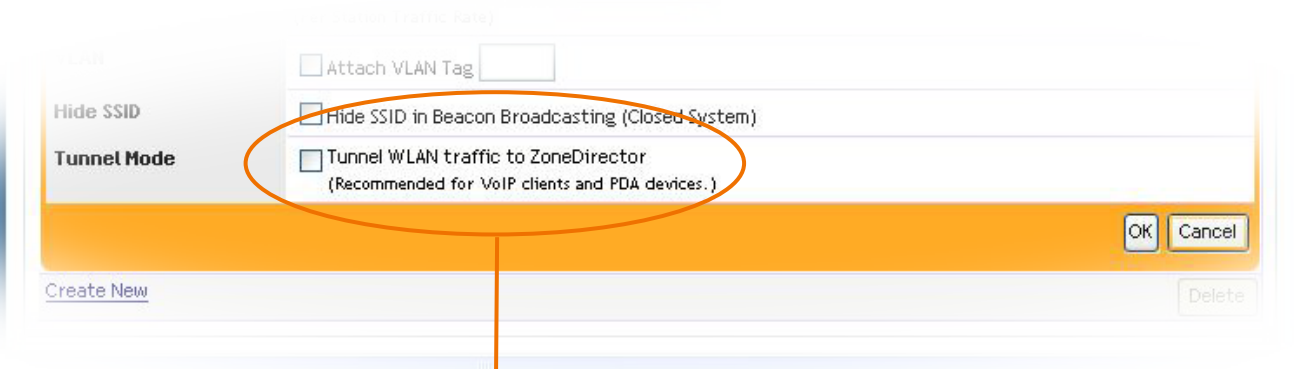 Attach VLAN Tag
Hide SSID
Hide SSID in Beacon Broadcasting (Closed System)
Tunnel Mode
Tunnel WLAN traffic to ZoneDirector
(Recommended for VoIP clients and PDA devices.)
OK Cancel
Create New
Delete